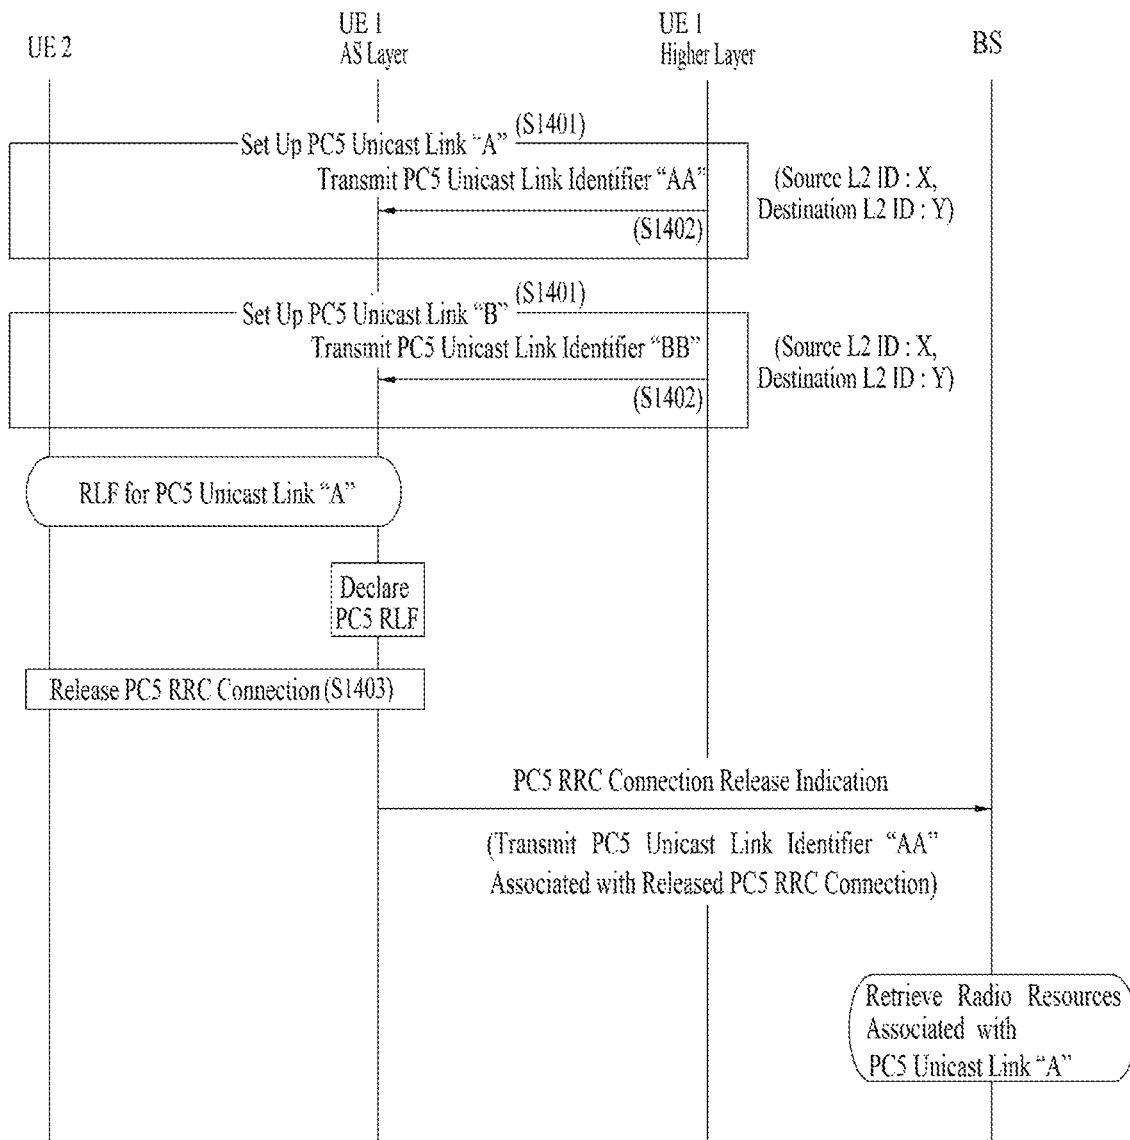 UE 2
UE 1
AS Layer
UE 1
Higher Layer
BS
(S1401)
Set Up PC5 Unicast Link “A”
Transmit PC5 Unicast Link Identifier “AA”
(S1402)
(Source L2 ID : X,
Destination L2 ID : Y)
(S1401)
Set Up PC5 Unicast Link “B”
Transmit PC5 Unicast Link Identifier “BB”
(S1402)
(Source L2 ID : X,
Destination L2 ID : Y)
RLF for PC5 Unicast Link “A”
Declare
PC5 RLF
Release PC5 RRC Connection (S1403)
PC5 RRC Connection Release Indication
(Transmit PC5 Unicast Link Identifier “AA”
Associated with Released PC5 RRC Connection)
Retrieve Radio Resources
Associated with
PC5 Unicast Link “A”